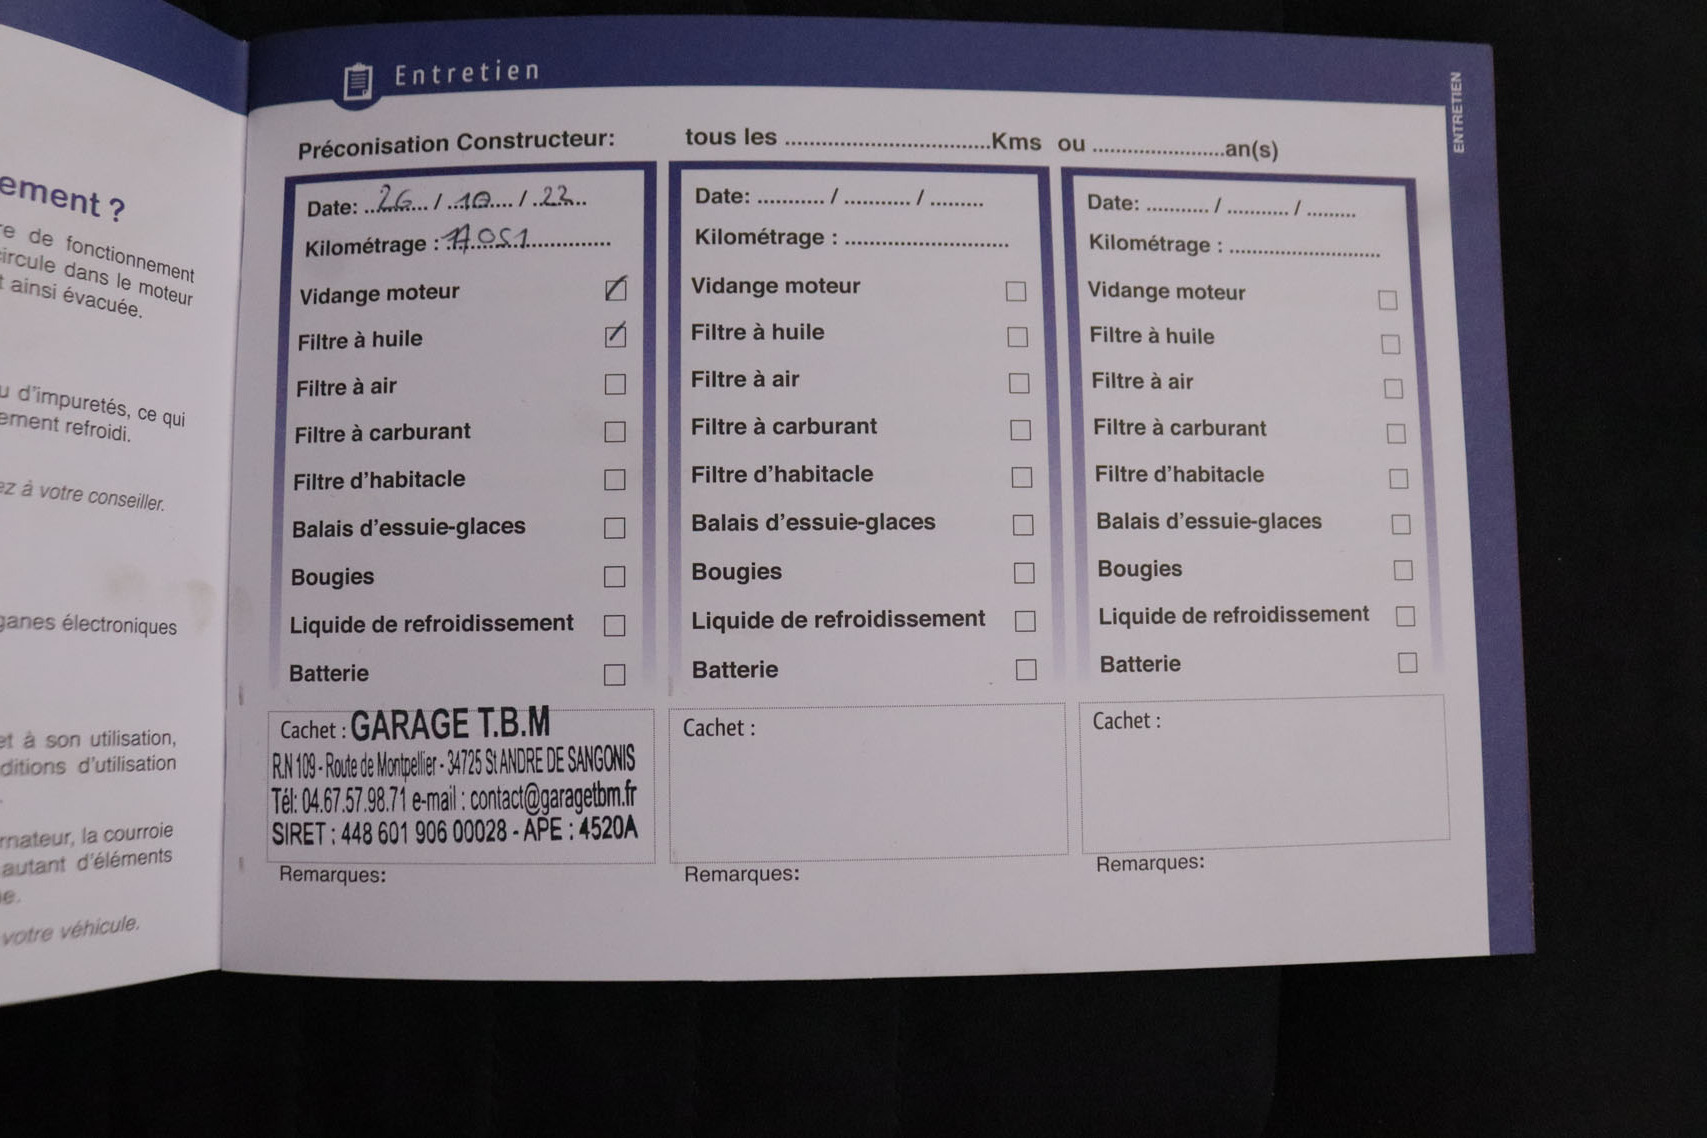 ement ?
e de fonctionnement
ircule dans le moteur
t ainsi évacuée.
u d'impuretés, ce qui
ement refroidi.
ez à votre conseiller.
ganes électroniques
et à son utilisation,
ditions d'utilisation
rnateur, la courroie
autant d'éléments
e.
votre véhicule.
Entretien
ENTRETIEN
Préconisation Constructeur: tous les ..................................Kms ou ......................an(s)
Date: 26 / 10 / 22
Kilométrage :
Vidange moteur
Filtre à huile
Filtre à air
Filtre à carburant
Filtre d'habitacle
Balais d'essuie-glaces
Bougies
Liquide de refroidissement
Batterie
Cachet : GARAGE T.B.M
R.N 109 - Route de Montpellier - 34725 St ANDRE DE SANGONIS
Tél: 04.67.57.98.71 e-mail : contact@garagetbm.fr
SIRET : 448 601 906 00028 - APE : 4520A
Remarques:
Date: ........... / ........... / .........
Kilométrage : ...........................
Vidange moteur
Filtre à huile
Filtre à air
Filtre à carburant
Filtre d'habitacle
Balais d'essuie-glaces
Bougies
Liquide de refroidissement
Batterie
Cachet :
Remarques:
Date: ........... / ........... / .........
Kilométrage : ...........................
Vidange moteur
Filtre à huile
Filtre à air
Filtre à carburant
Filtre d'habitacle
Balais d'essuie-glaces
Bougies
Liquide de refroidissement
Batterie
Cachet :
Remarques: